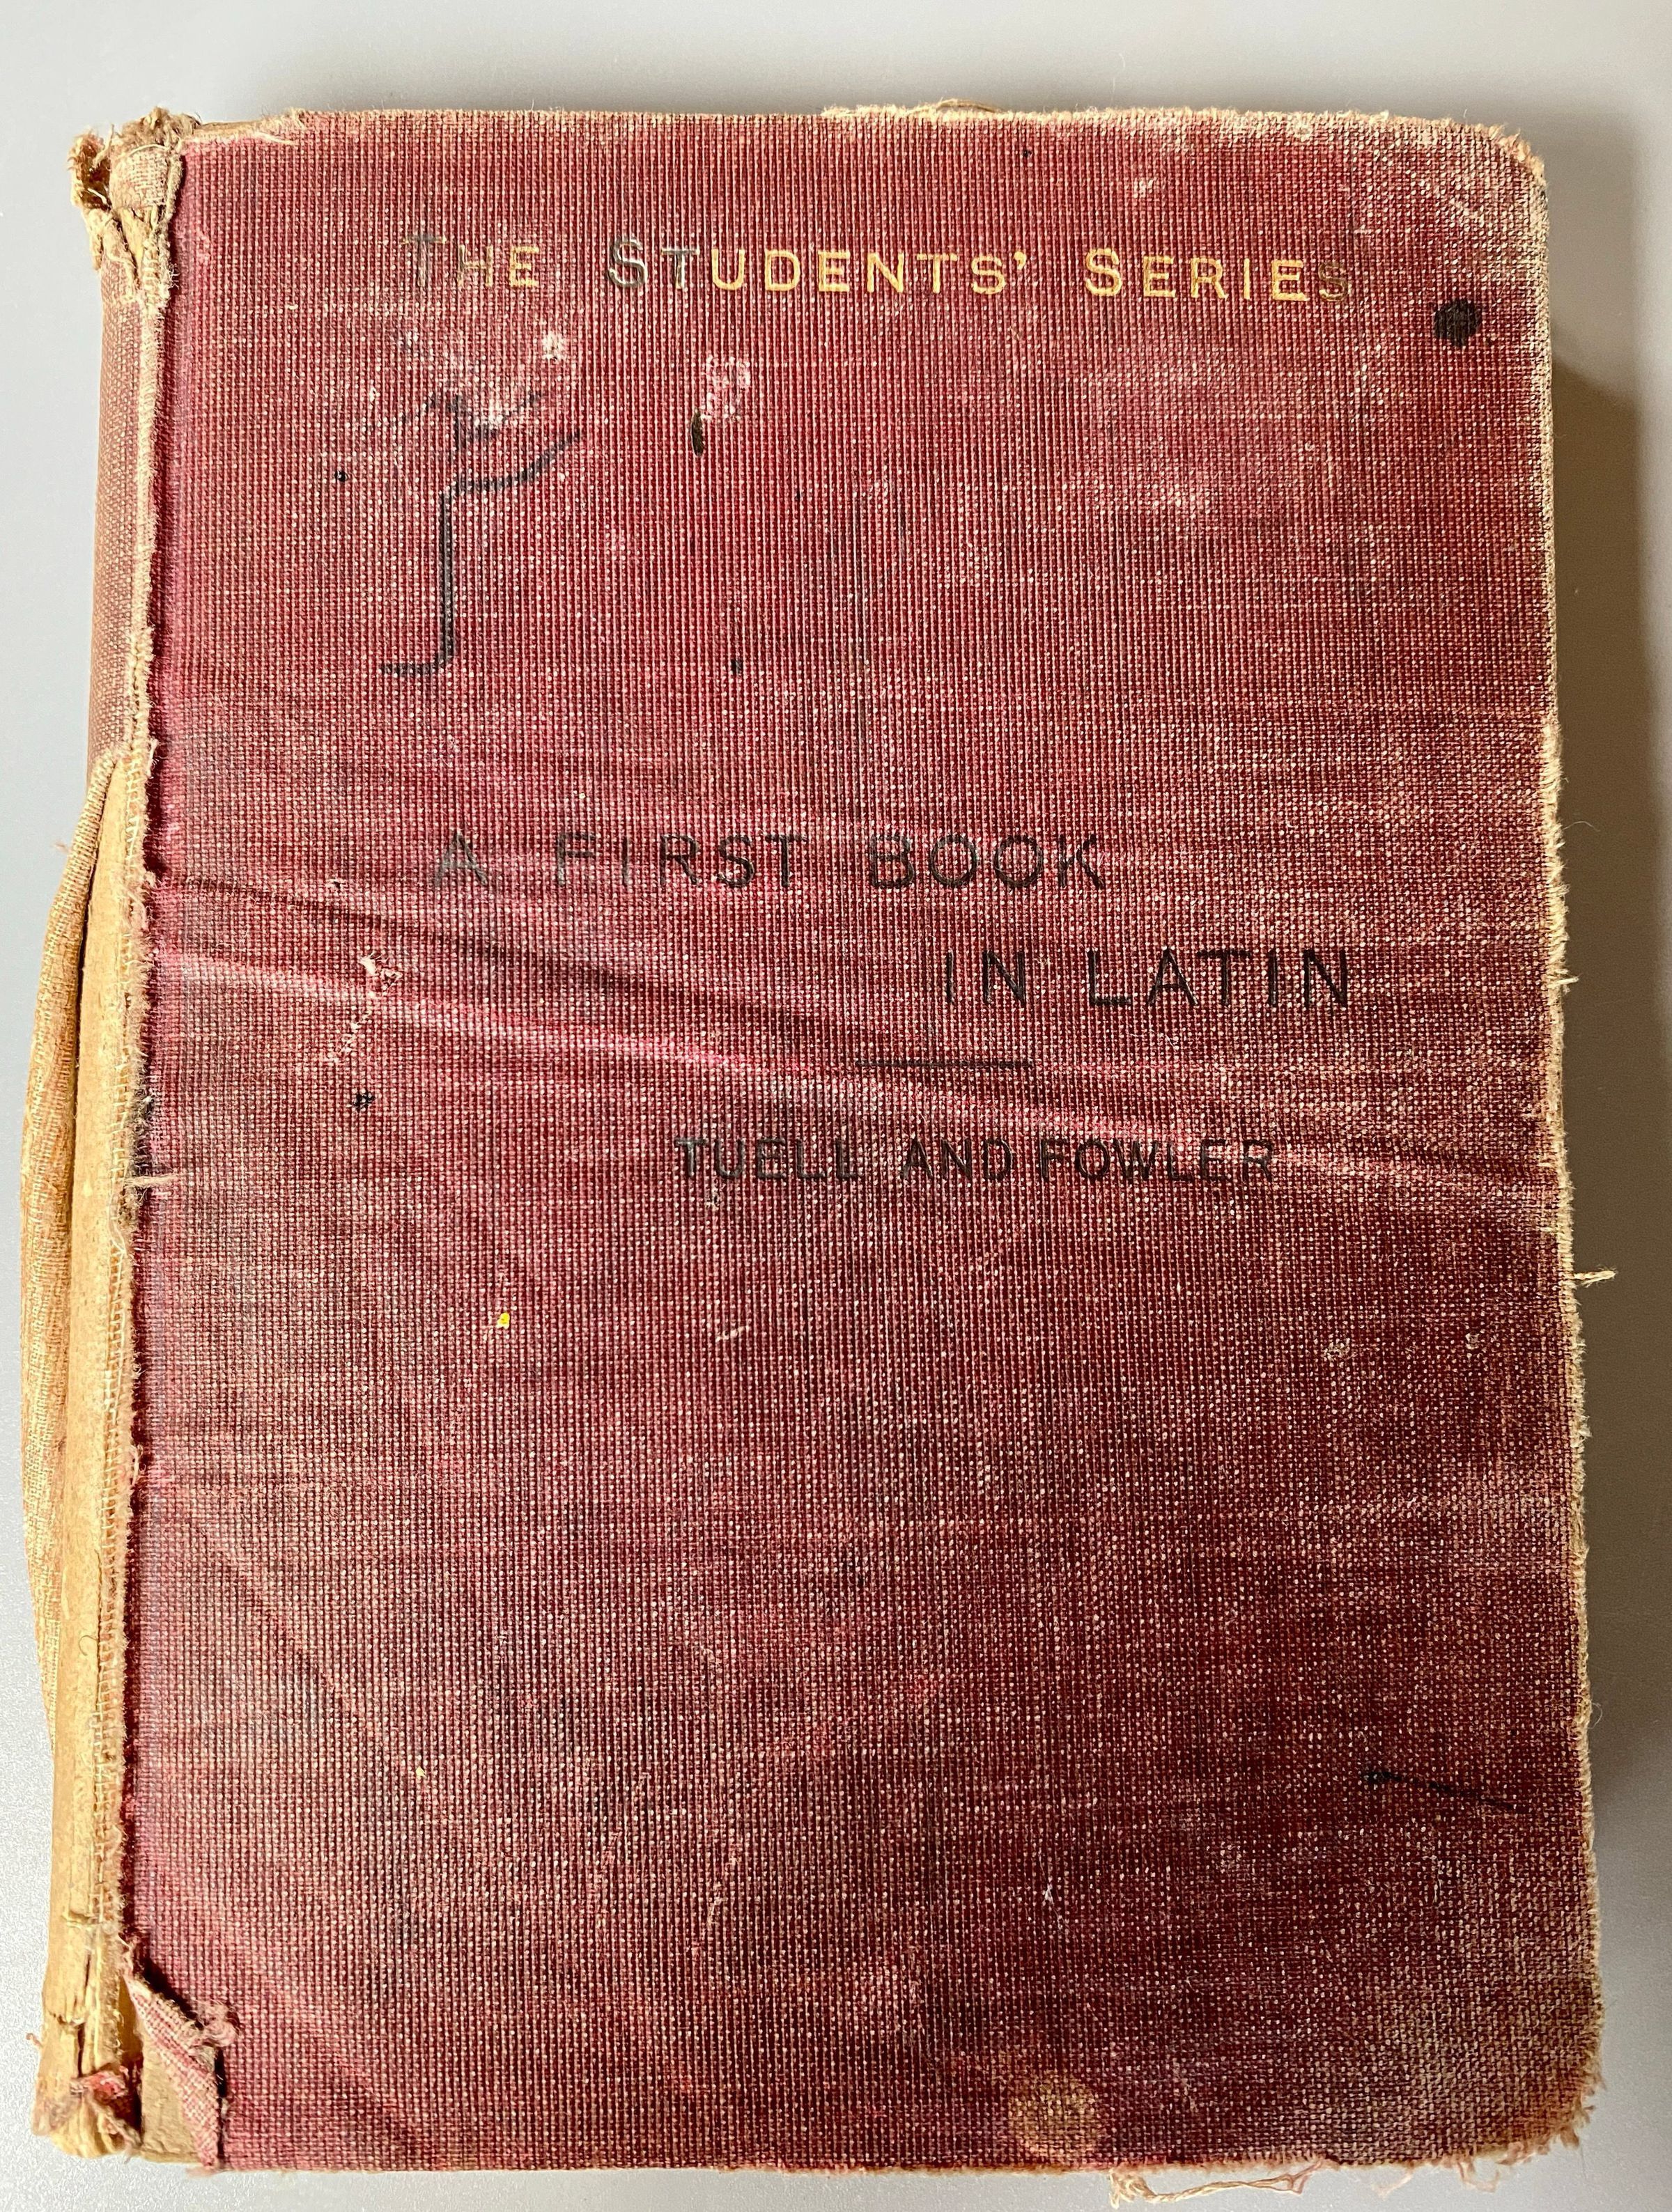 THE STUDENTS' SERIES
A FIRST BOOK
IN LATIN
TUELL AND FOWLER